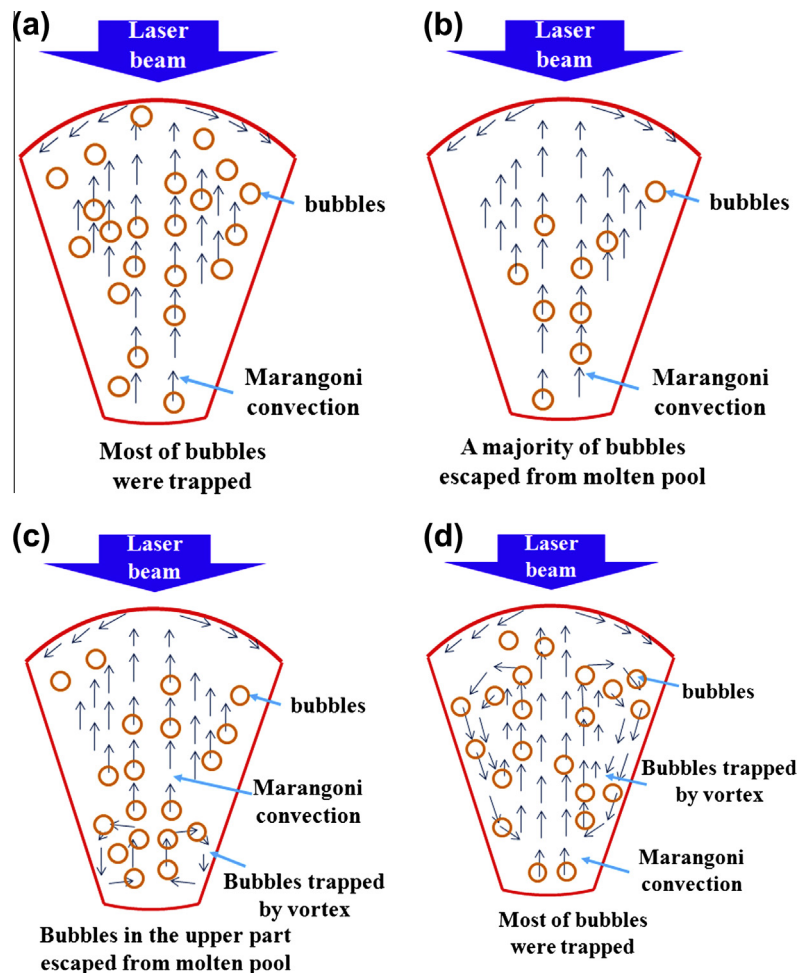 (a)
Laser
beam
bubbles
Marangoni
convection
Most of bubbles
were trapped
(b)
Laser
beam
bubbles
Marangoni
convection
A majority of bubbles
escaped from molten pool
(c)
Laser
beam
bubbles
Marangoni
convection
Bubbles trapped
by vortex
Bubbles in the upper part
escaped from molten pool
(d)
Laser
beam
bubbles
Bubbles trapped
by vortex
Marangoni
convection
Most of bubbles
were trapped